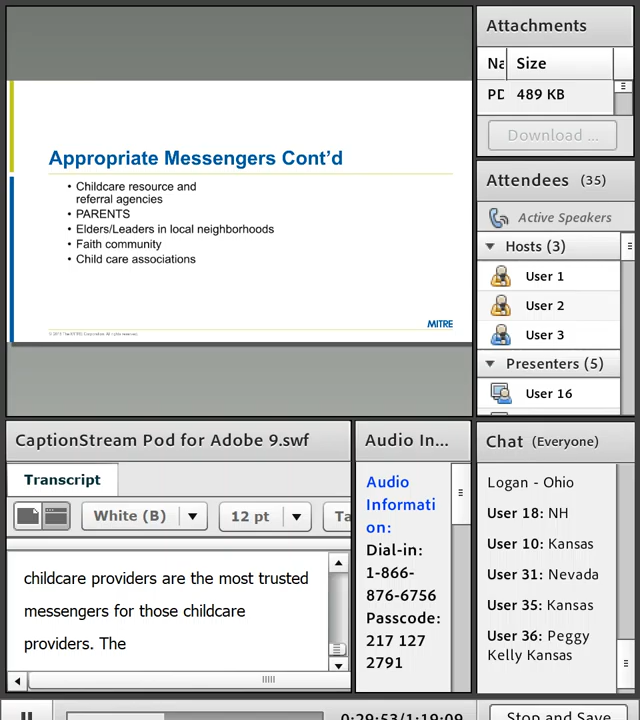 Appropriate Messengers Cont’d
• Childcare resource and
referral agencies
• PARENTS
• Elders/Leaders in local neighborhoods
• Faith community
• Child care associations
MITRE
Attachments
Na Size
PD 489 KB
Download ...
Attendees (35)
Active Speakers
Hosts (3)
User 1
User 2
User 3
Presenters (5)
User 16
CaptionStream Pod for Adobe 9.swf
Transcript
White (B) 12 pt Ta
childcare providers are the most trusted
messengers for those childcare
providers. The
Audio In...
Audio
Informati
on:
Dial-in:
1-866-
876-6756
Passcode:
217 127
2791
Chat (Everyone)
Logan - Ohio
User 18: NH
User 10: Kansas
User 31: Nevada
User 35: Kansas
User 36: Peggy
Kelly Kansas
0:29:53/1:19:09
Stop and Save